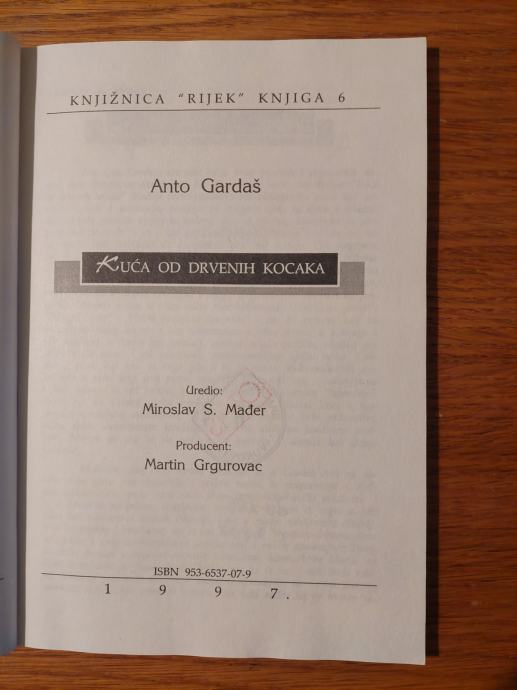 KNJIŽNICA "RIJEK" KNJIGA 6
Anto Gardaš
KUĆA OD DRVENIH KOCAKA
Uredio:
Miroslav S. Mađer
Producent:
Martin Grgurovac
ISBN 953-6537-07-9
1 9 9 7 .